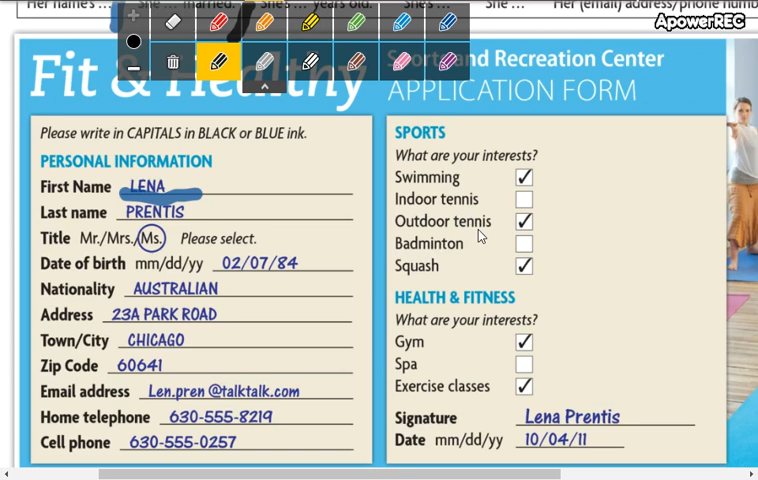 Her name's ... She ... married. She's ... years old. She ... She ... Her (email) address/phone
ApowerREC
Fit & Healthy
Sports and Recreation Center
APPLICATION FORM
Please write in CAPITALS in BLACK or BLUE ink.
PERSONAL INFORMATION
First Name LENA
Last name PRENTIS
Title Mr./Mrs./Ms. Please select.
Date of birth mm/dd/yy 02/07/84
Nationality AUSTRALIAN
Address 23A PARK ROAD
Town/City CHICAGO
Zip Code 60641
Email address Len.pren @talktalk.com
Home telephone 630-555-8219
Cell phone 630-555-0257
SPORTS
What are your interests?
Swimming ✓
Indoor tennis
Outdoor tennis ✓
Badminton
Squash ✓
HEALTH & FITNESS
What are your interests?
Gym ✓
Spa
Exercise classes ✓
Signature Lena Prentis
Date mm/dd/yy 10/04/11